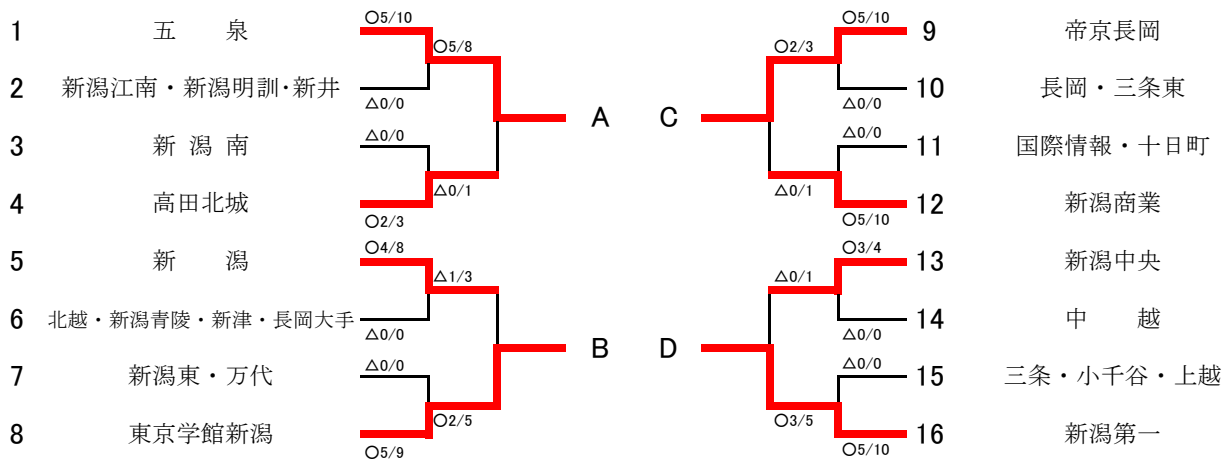 ○5/10
1 五 泉
○5/8
2 新潟江南・新潟明訓・新井
△0/0
A
3 新 潟 南
△0/0
△0/1
4 高田北城
○2/3
5 新 潟
○4/8
△1/3
6 北越・新潟青陵・新津・長岡大手
△0/0
B
7 新潟東・万代
△0/0
○2/5
8 東京学館新潟
○5/9
○5/10
9 帝京長岡
○2/3
10 長岡・三条東
△0/0
C
11 国際情報・十日町
△0/0
△0/1
12 新潟商業
○5/10
13 新潟中央
○3/4
△0/1
14 中 越
△0/0
D
15 三条・小千谷・上越
△0/0
○3/5
16 新潟第一
○5/10